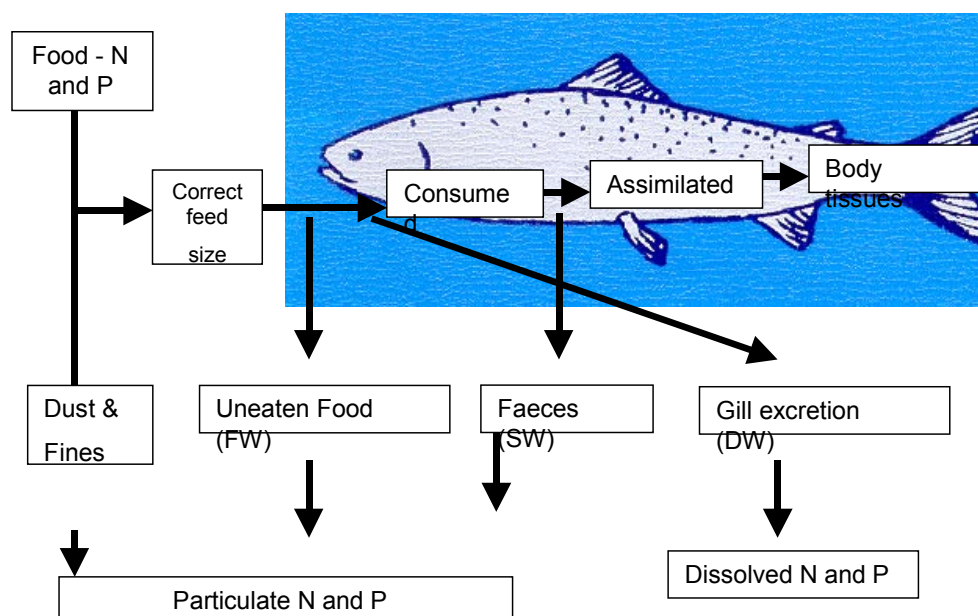 Food - N
and P
Correct
feed
size
Consume
d
Assimilated
Body
tissues
Dust &
Fines
Uneaten Food
(FW)
Faeces
(SW)
Gill excretion
(DW)
Particulate N and P
Dissolved N and P